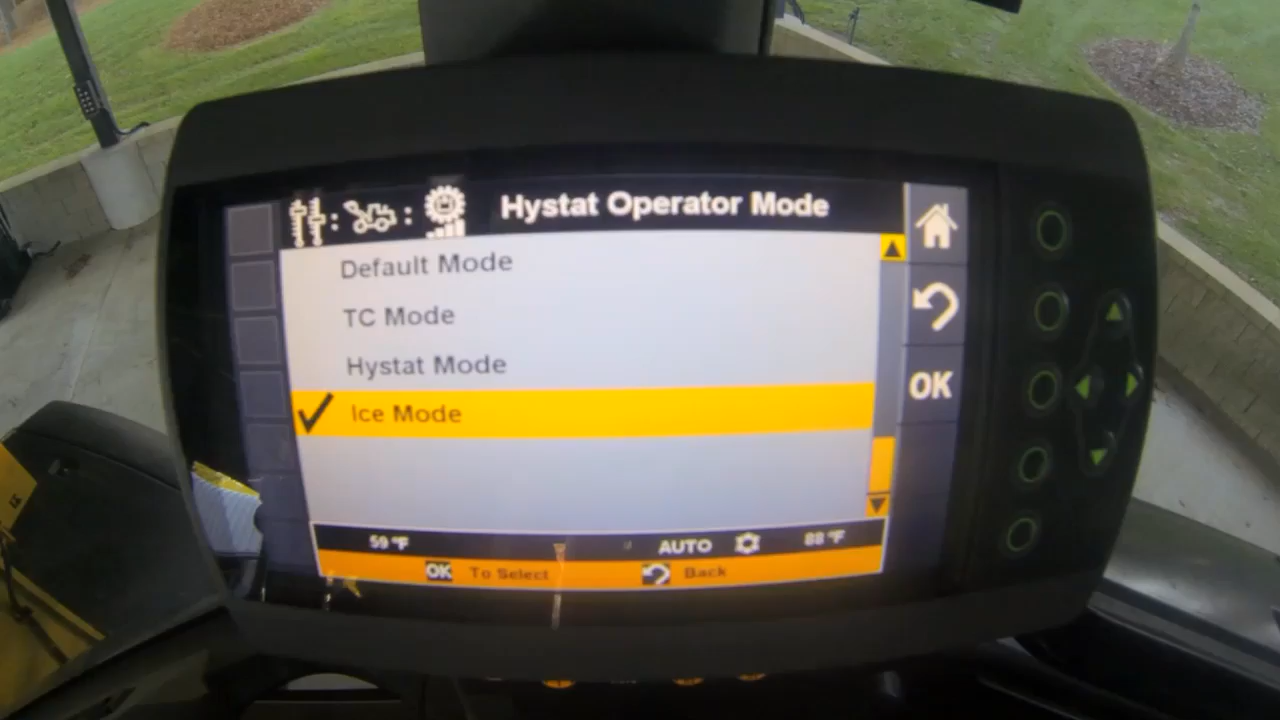 Hystat Operator Mode
Default Mode
TC Mode
Hystat Mode
Ice Mode
OK
59 °F
AUTO
88 °F
OK To Select
Back